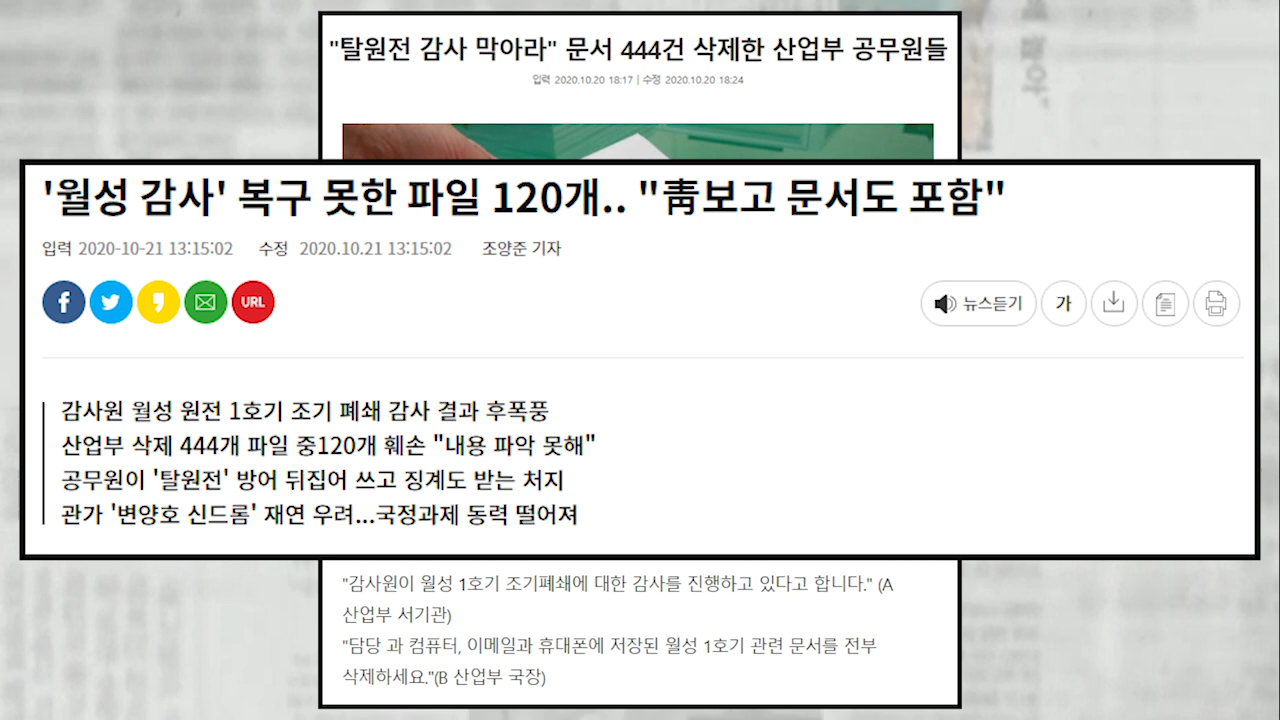 "탈원전 감사 막아라" 문서 444건 삭제한 산업부 공무원들
입력 2020.10.20 18:17 | 수정 2020.10.20 18:24
'월성 감사' 복구 못한 파일 120개.. "靑보고 문서도 포함"
입력 2020-10-21 13:15:02 수정 2020.10.21 13:15:02 조양준 기자
f URL 뉴스듣기 가
감사원 월성 원전 1호기 조기 폐쇄 감사 결과 후폭풍
산업부 삭제 444개 파일 중120개 훼손 "내용 파악 못해"
공무원이 '탈원전' 방어 뒤집어 쓰고 징계도 받는 처지
관가 '변양호 신드롬' 재연 우려...국정과제 동력 떨어져
"감사원이 월성 1호기 조기폐쇄에 대한 감사를 진행하고 있다고 합니다." (A
산업부 서기관)
"담당 과 컴퓨터, 이메일과 휴대폰에 저장된 월성 1호기 관련 문서를 전부
삭제하세요."(B 산업부 국장)